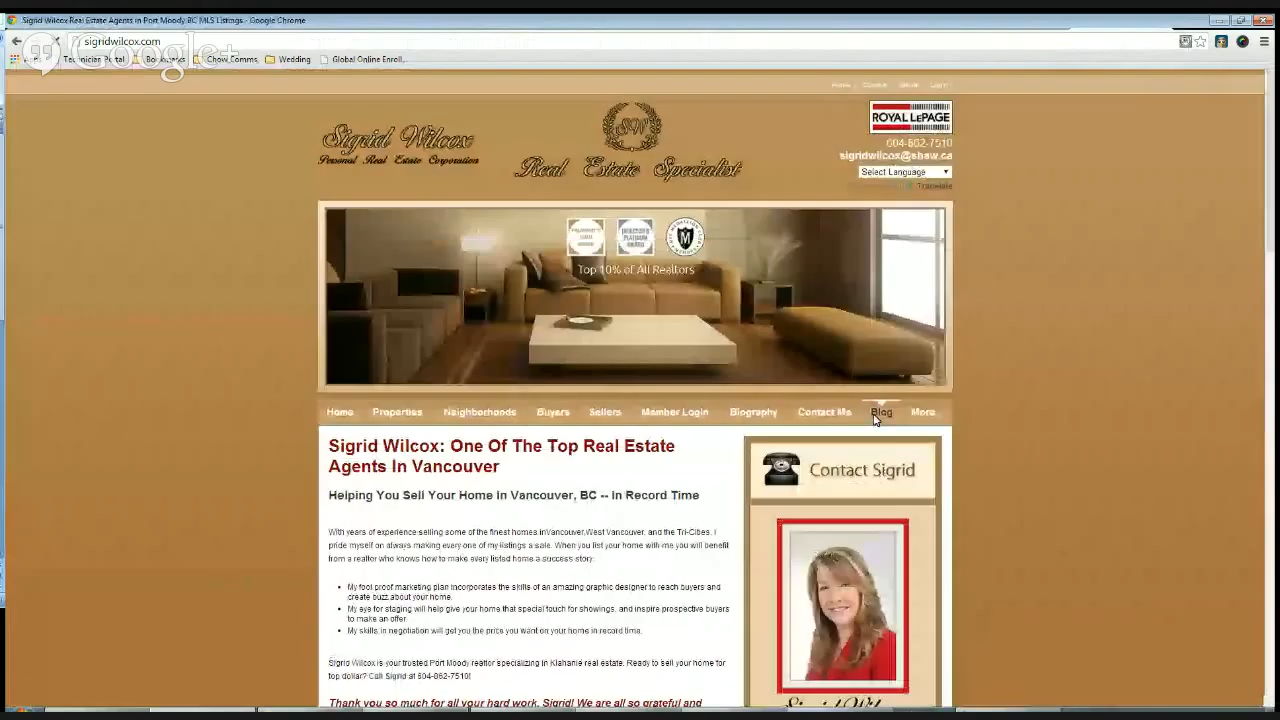 Sigrid Wilcox Real Estate Agents in Port Moody BC MLS Listings - Google Chrome
sigridwilcox.com
Google+
Technician Portal
Bookmarks
Chow Comms
Wedding
Global Online Enroll...
Home
Login
Sigrid Wilcox
Personal Real Estate Corporation
SW
Real Estate Specialist
ROYAL LEPAGE
604-862-7510
sigridwilcox@shaw.ca
Select Language
Translate
M
Top 10% of All Realtors
Home Properties Neighborhoods Buyers Sellers Member Login Biography Contact Me Blog More
Sigrid Wilcox: One Of The Top Real Estate
Agents In Vancouver
Helping You Sell Your Home In Vancouver, BC -- In Record Time
With years of experience selling some of the finest homes inVancouver,West Vancouver, and the Tri-Cities, I
pride myself on always making every one of my listings a sale. When you list your home with me you will benefit
from a realtor who knows how to make every listed home a success story:
My fool proof marketing plan incorporates the skills of an amazing graphic designer to reach buyers and
create buzz about your home.
My eye for staging will help give your home that special touch for showings, and inspire prospective buyers
to make an offer.
My skills in negotiation will get you the price you want on your home in record time.
Sigrid Wilcox is your trusted Port Moody realtor specializing in Klahanie real estate. Ready to sell your home for
top dollar? Call Sigrid at 604-862-7510!
Thank you so much for all your hard work, Sigrid! We are all so grateful and
Contact Sigrid